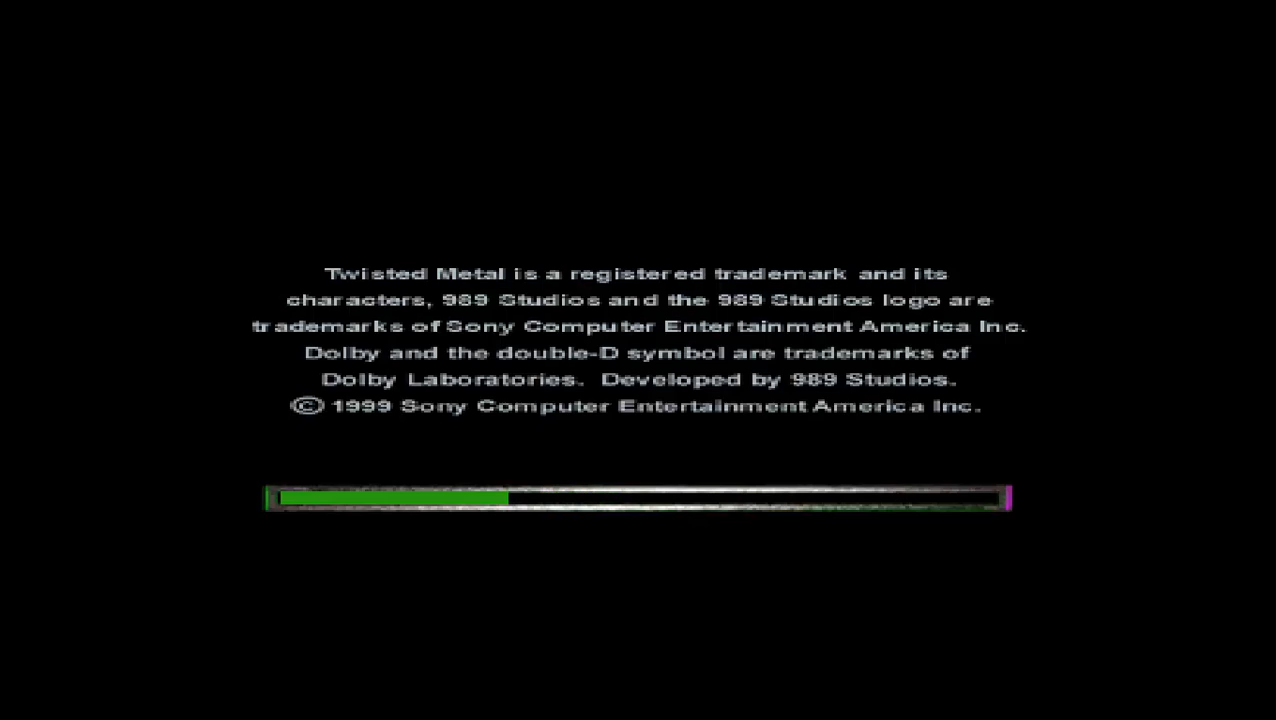 Twisted Metal is a registered trademark and its
characters, 989 Studios and the 989 Studios logo are
trademarks of Sony Computer Entertainment America Inc.
Dolby and the double-D symbol are trademarks of
Dolby Laboratories. Developed by 989 Studios.
© 1999 Sony Computer Entertainment America Inc.